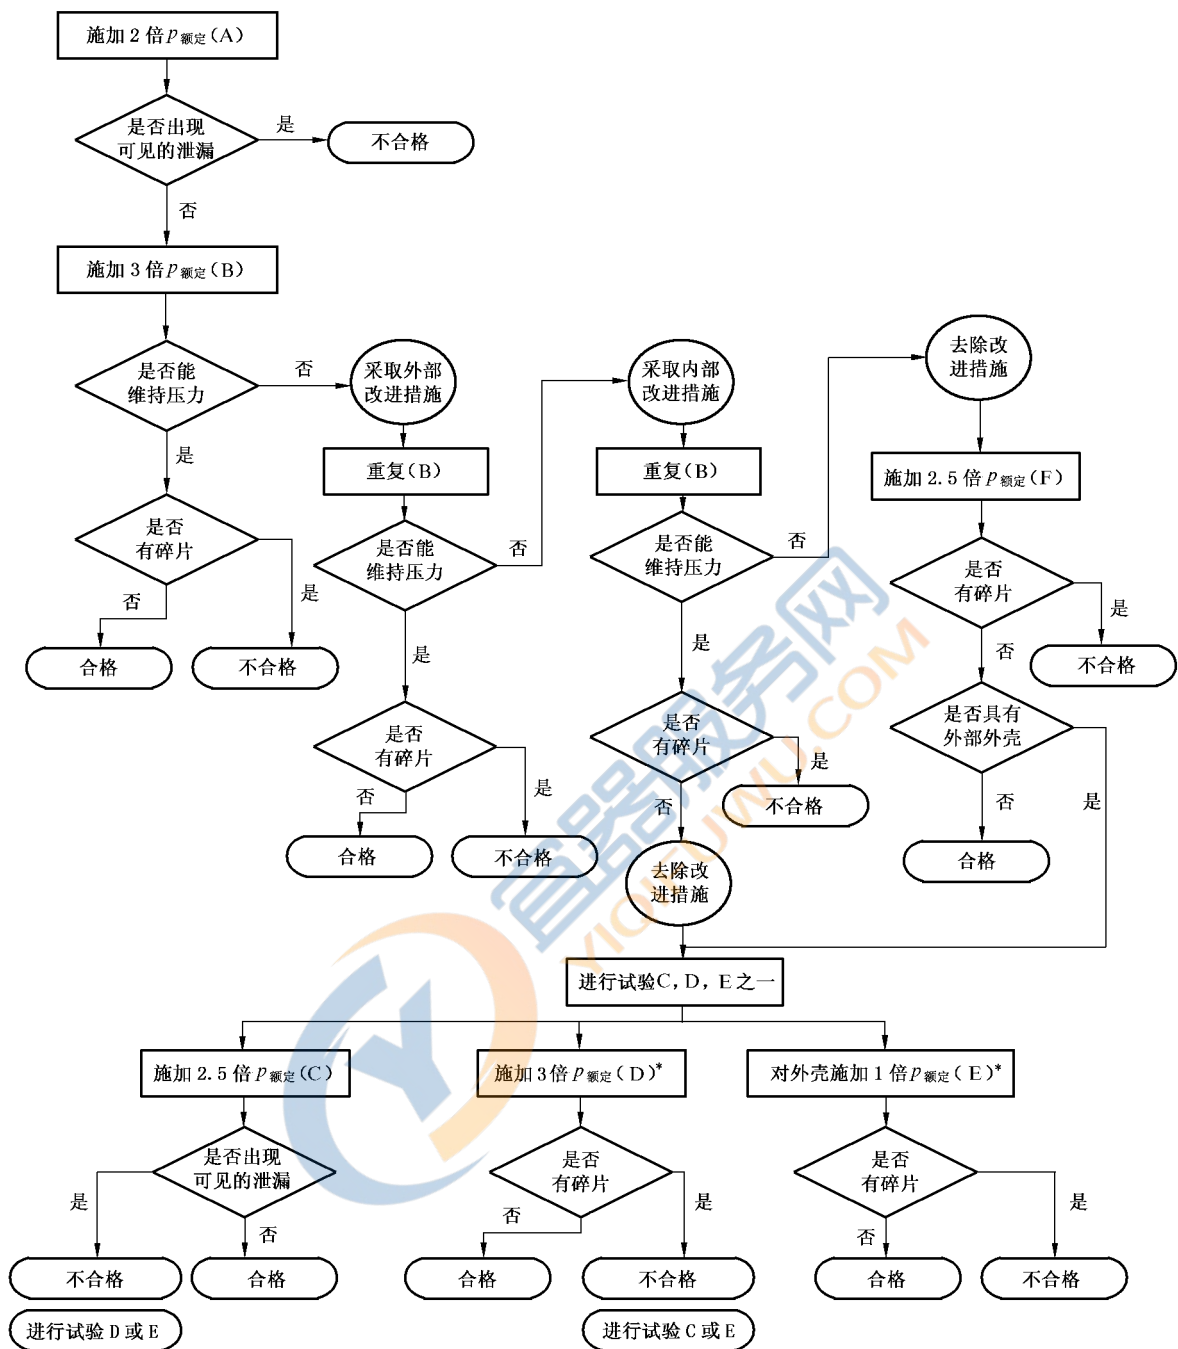 施加2倍p额定(A)
是否出现
可见的泄漏
是
不合格
否
施加3倍p额定(B)
是否能
维持压力
否
采取外部
改进措施
采取内部
改进措施
去除改
进措施
是
重复(B)
重复(B)
施加2.5倍p额定(F)
是否
有碎片
是否能
维持压力
否
是否能
维持压力
否
是否
有碎片
否
是
是
合格
不合格
是
是
否
不合格
是否
有碎片
是否
有碎片
是否具有
外部外壳
否
是
是
不合格
否
否
是
合格
不合格
合格
去除改
进措施
进行试验C,D,E之一
施加2.5倍p额定(C)
施加3倍p额定(D)*
对外壳施加1倍p额定(E)*
是否出现
可见的泄漏
是否
有碎片
是否
有碎片
是
否
否
是
否
是
不合格
合格
合格
不合格
合格
不合格
进行试验D或E
进行试验C或E
仪器服务网
YIQIFUWU.COM